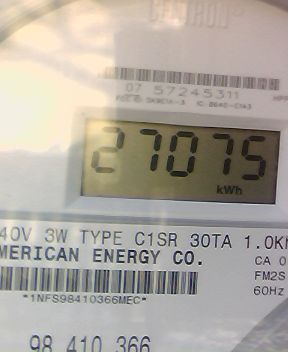 CENTRON®
07 57245311
27075
kWh
40V 3W TYPE C1SR 30TA 1.0K
MERICAN ENERGY CO.
CA 0
FM2S
60Hz
*1NFS98410366MEC*
98 410 366